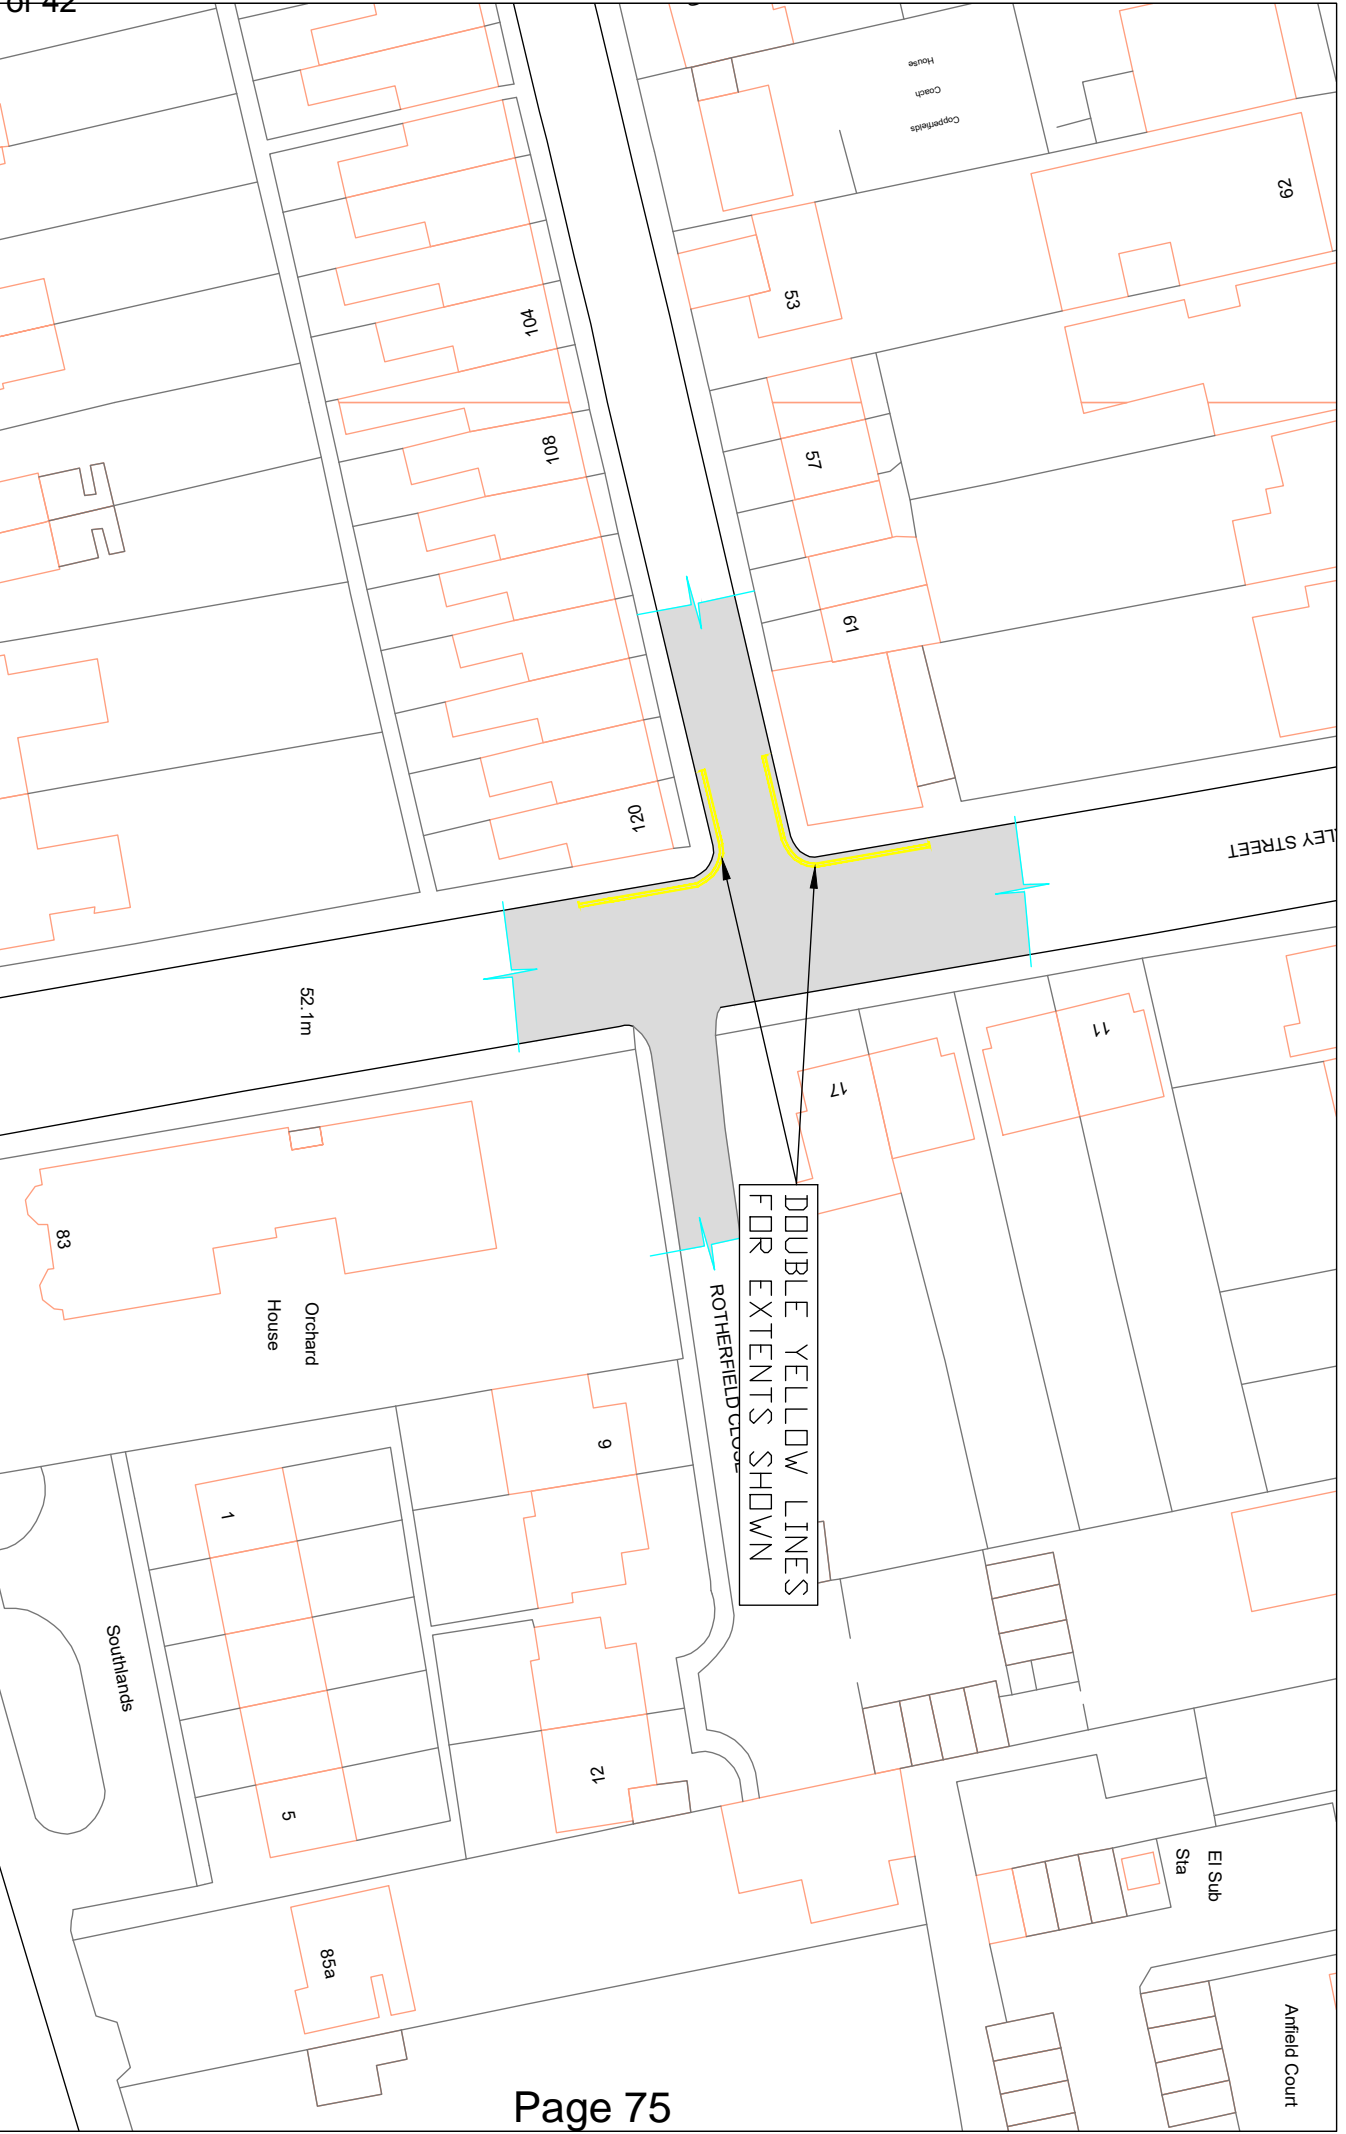 of 42
House
Coach
Copperfields
62
53
104
57
108
61
120
LEY STREET
52.1m
11
17
83
Orchard
House
DOUBLE YELLOW LINES
FOR EXTENTS SHOWN
ROTHERFIELD CLOSE
9
1
Southlands
12
5
El Sub
Sta
85a
Anfield Court
Page 75